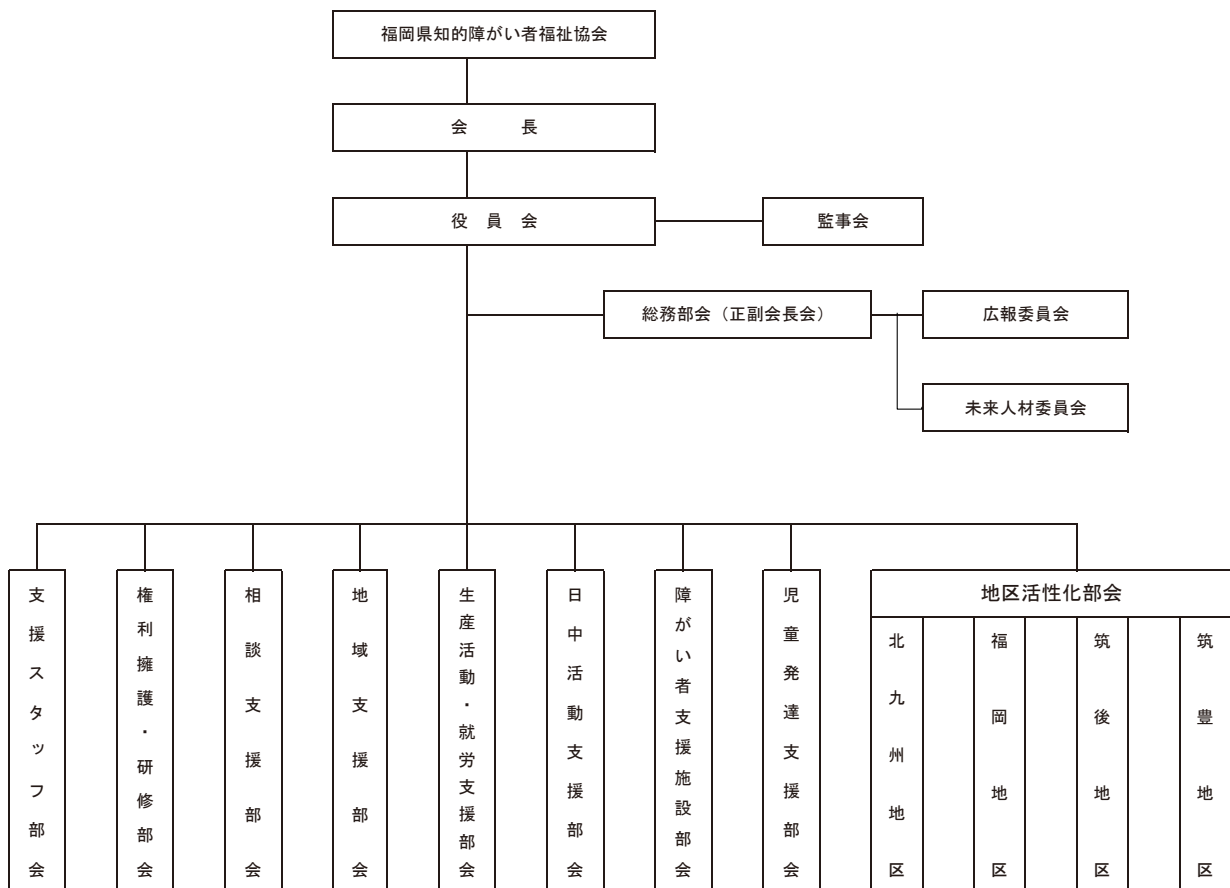 福岡県知的障がい者福祉協会
会　　　長
役　員　会
監事会
総務部会（正副会長会）
広報委員会
未来人材委員会
支援スタッフ部会
権利擁護・研修部会
相談支援部会
地域支援部会
生産活動・就労支援部会
日中活動支援部会
障がい者支援施設部会
児童発達支援部会
地区活性化部会
北九州地区
福岡地区
筑後地区
筑豊地区